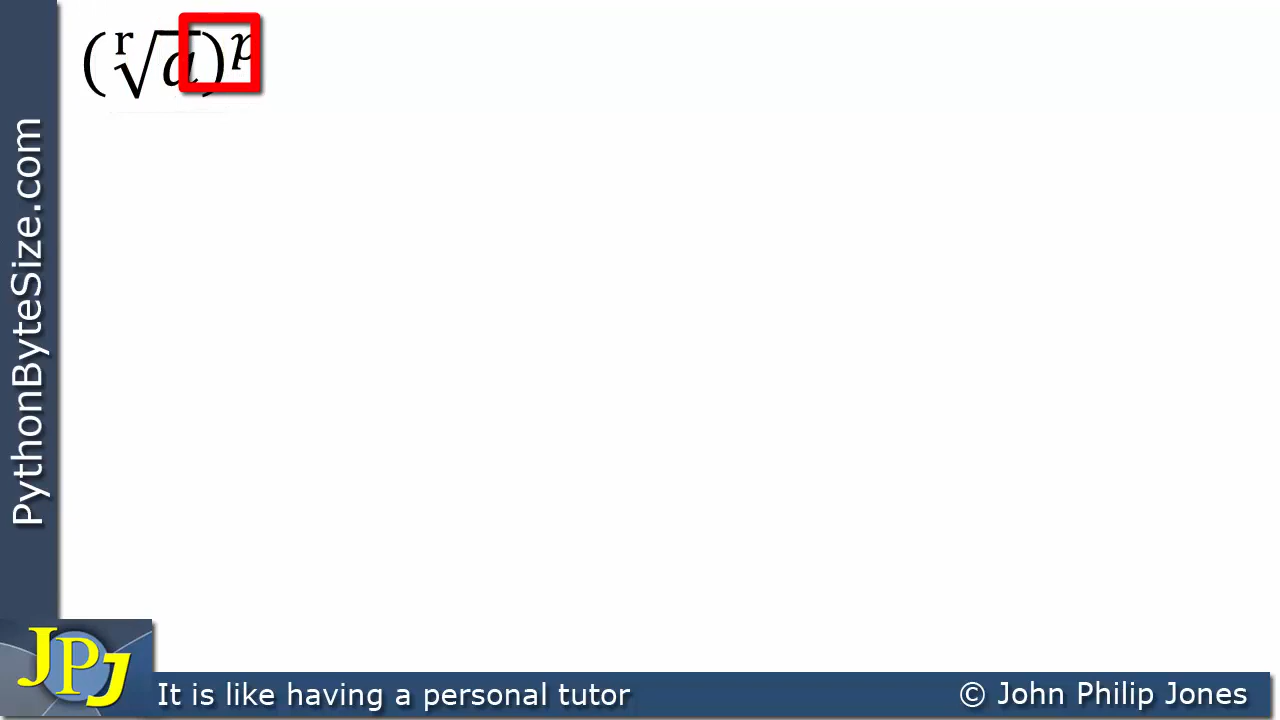 (ʳ√a)ᵖ
PythonByteSize.com
JPJ
It is like having a personal tutor
© John Philip Jones